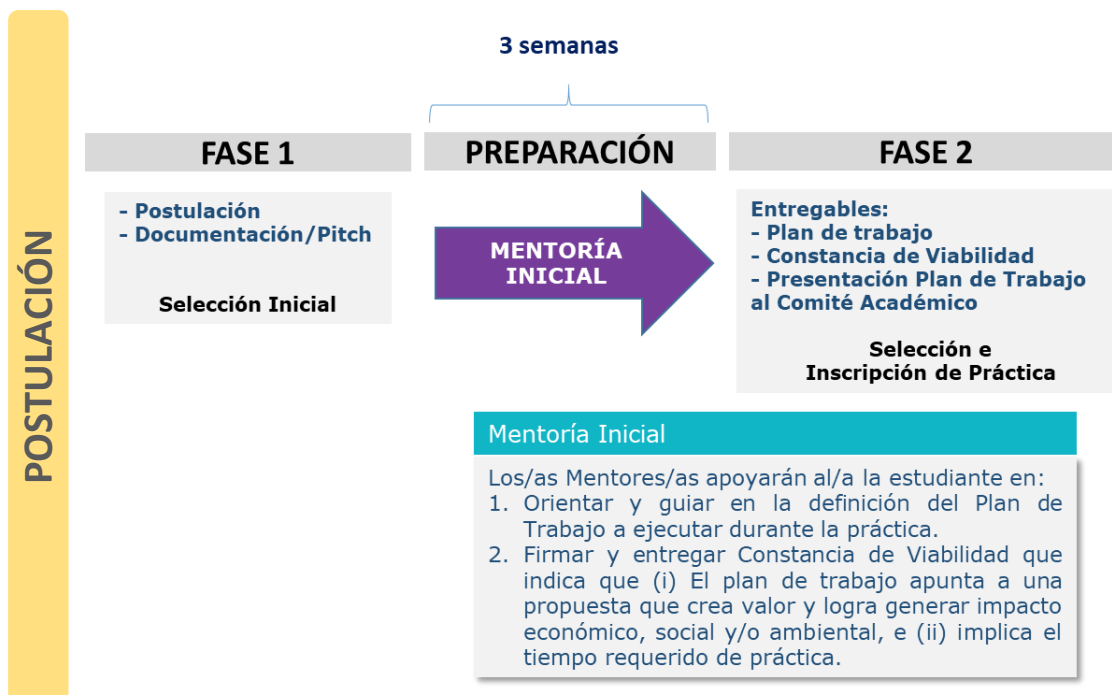 POSTULACIÓN
3 semanas
FASE 1
PREPARACIÓN
FASE 2
- Postulación
- Documentación/Pitch
Selección Inicial
MENTORÍA
INICIAL
Entregables:
- Plan de trabajo
- Constancia de Viabilidad
- Presentación Plan de Trabajo
al Comité Académico
Selección e
Inscripción de Práctica
Mentoría Inicial
Los/as Mentores/as apoyarán al/a la estudiante en:
1. Orientar y guiar en la definición del Plan de
Trabajo a ejecutar durante la práctica.
2. Firmar y entregar Constancia de Viabilidad que
indica que (i) El plan de trabajo apunta a una
propuesta que crea valor y logra generar impacto
económico, social y/o ambiental, e (ii) implica el
tiempo requerido de práctica.